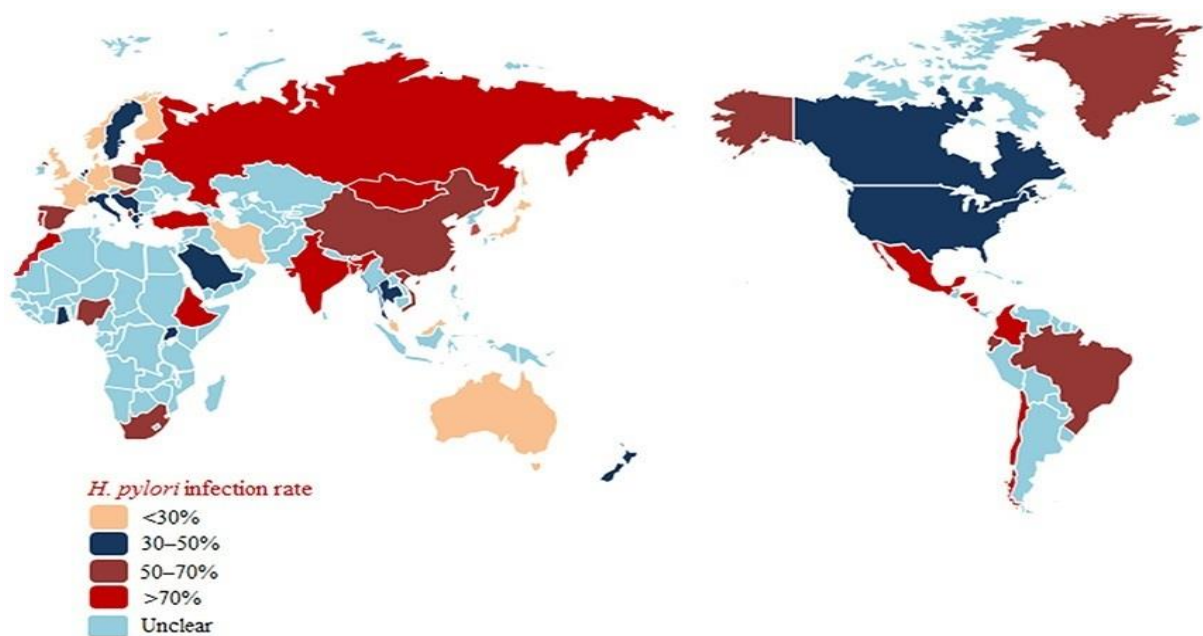 H. pylori infection rate
<30%
30–50%
50–70%
>70%
Unclear